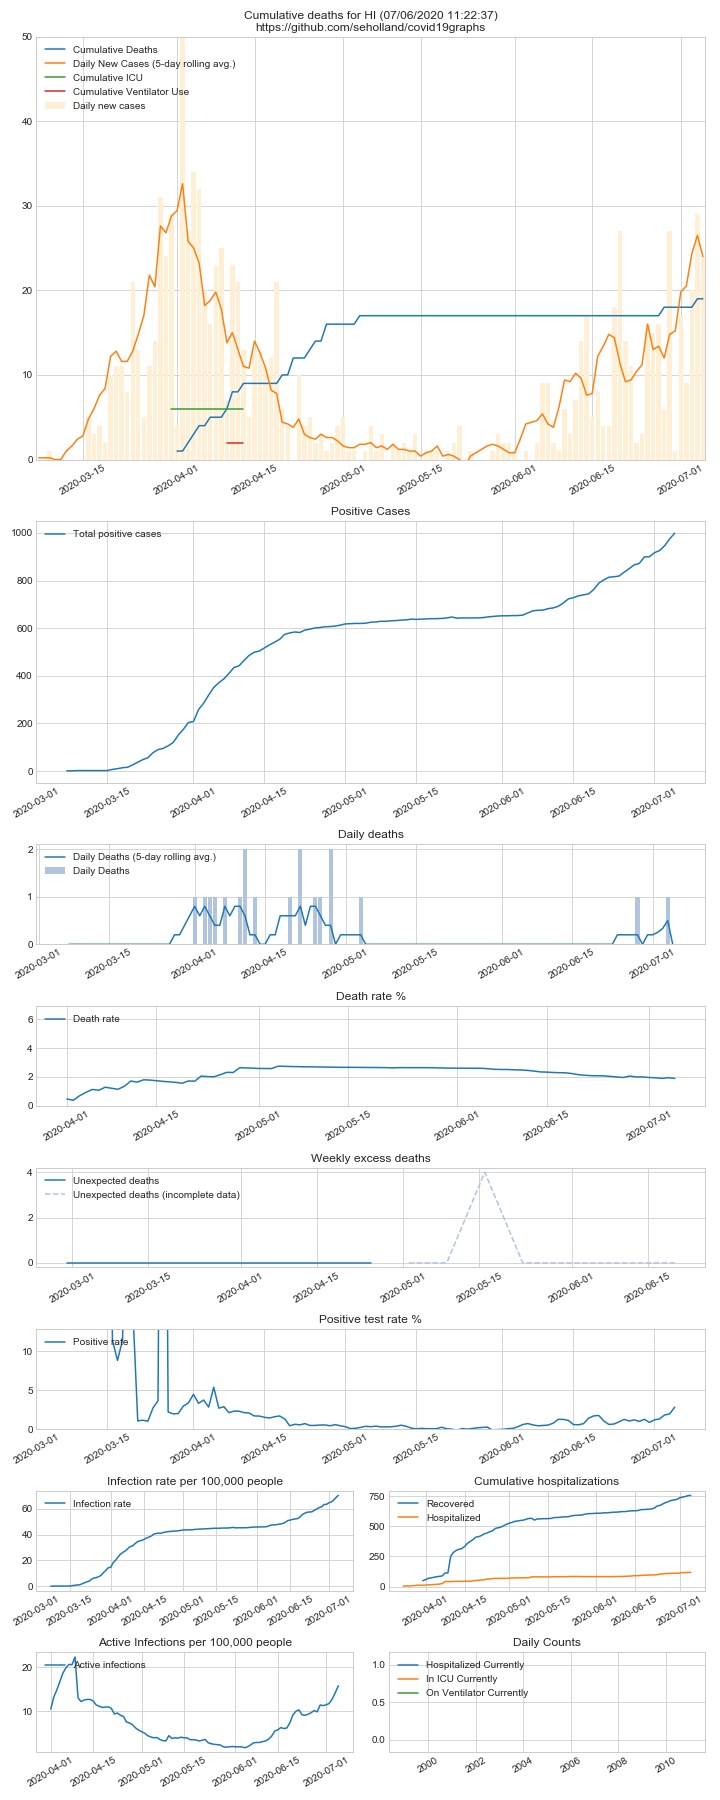 Cumulative deaths for HI (07/06/2020 11:22:37)
https://github.com/seholland/covid19graphs
Cumulative Deaths
Daily New Cases (5-day rolling avg.)
Cumulative ICU
Cumulative Ventilator Use
Daily new cases
50
40
30
20
10
0
2020-03-15 2020-04-01 2020-04-15 2020-05-01 2020-05-15 2020-06-01 2020-06-15 2020-07-01
Positive Cases
Total positive cases
1000
800
600
400
200
0
2020-03-01 2020-03-15 2020-04-01 2020-04-15 2020-05-01 2020-05-15 2020-06-01 2020-06-15 2020-07-01
Daily deaths
Daily Deaths (5-day rolling avg.)
Daily Deaths
2
1
0
2020-03-01 2020-03-15 2020-04-01 2020-04-15 2020-05-01 2020-05-15 2020-06-01 2020-06-15 2020-07-01
Death rate %
Death rate
6
4
2
0
2020-04-01 2020-04-15 2020-05-01 2020-05-15 2020-06-01 2020-06-15 2020-07-01
Weekly excess deaths
Unexpected deaths
Unexpected deaths (incomplete data)
4
2
0
2020-03-01 2020-03-15 2020-04-01 2020-04-15 2020-05-01 2020-05-15 2020-06-01 2020-06-15
Positive test rate %
Positive rate
10
5
0
2020-03-01 2020-03-15 2020-04-01 2020-04-15 2020-05-01 2020-05-15 2020-06-01 2020-06-15 2020-07-01
Infection rate per 100,000 people
Infection rate
60
40
20
0
2020-03-01 2020-03-15 2020-04-01 2020-04-15 2020-05-01 2020-05-15 2020-06-01 2020-06-15 2020-07-01
Cumulative hospitalizations
Recovered
Hospitalized
750
500
250
0
2020-04-01 2020-04-15 2020-05-01 2020-05-15 2020-06-01 2020-06-15 2020-07-01
Active Infections per 100,000 people
Active infections
20
10
2020-04-01 2020-04-15 2020-05-01 2020-05-15 2020-06-01 2020-06-15 2020-07-01
Daily Counts
Hospitalized Currently
In ICU Currently
On Ventilator Currently
1.0
0.5
0.0
2000 2002 2004 2006 2008 2010